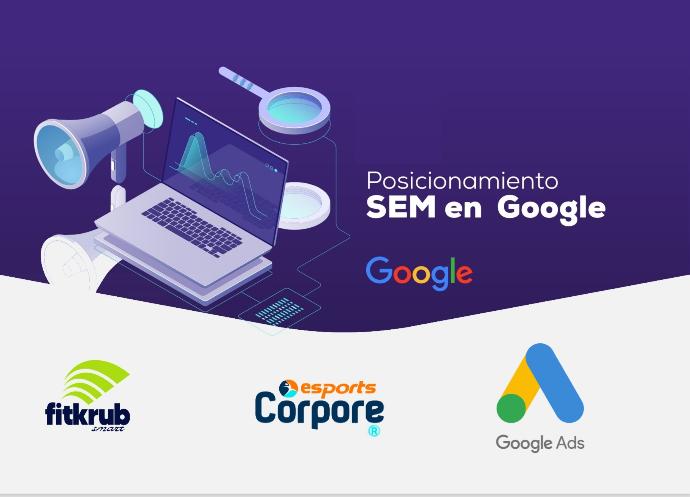 Posicionamiento
SEM en Google
Google
fitkrub
smart
esports
Corpore
®
Google Ads